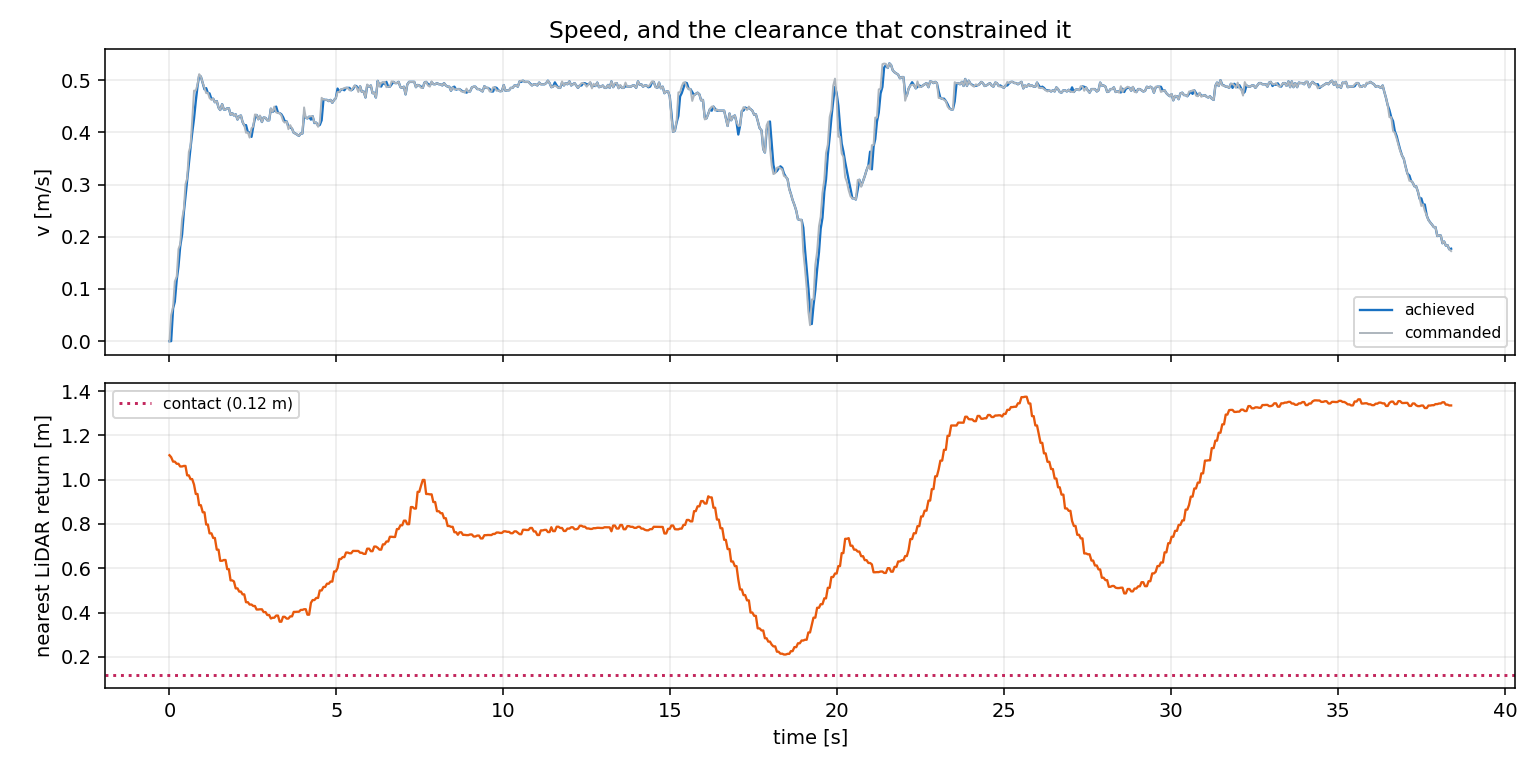 Speed, and the clearance that constrained it
v [m/s]
0.5
0.4
0.3
0.2
0.1
0.0
achieved
commanded
nearest LiDAR return [m]
1.4
1.2
1.0
0.8
0.6
0.4
0.2
contact (0.12 m)
0 5 10 15 20 25 30 35 40
time [s]